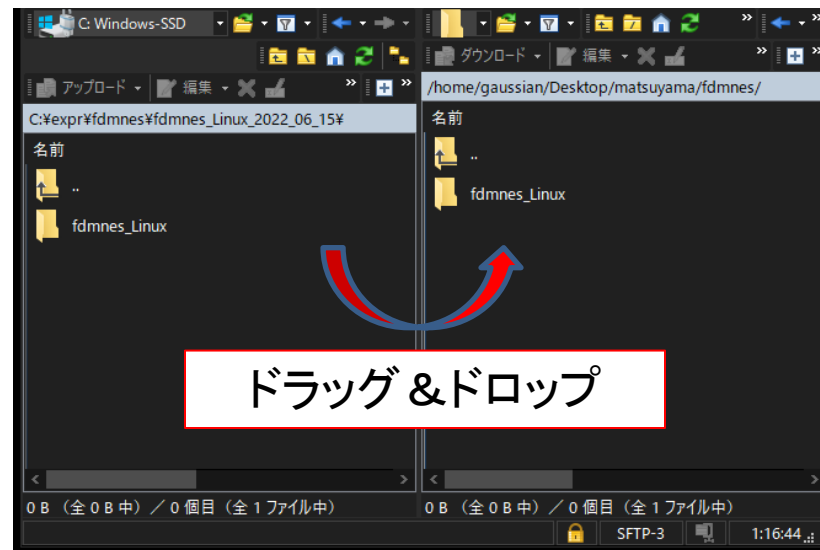 C: Windows-SSD
アップロード
編集
C:¥expr¥fdmnes¥fdmnes_Linux_2022_06_15¥
名前
..
fdmnes_Linux
0 B （全 0 B 中）／ 0 個目（全 1 ファイル中）
ダウンロード
編集
/home/gaussian/Desktop/matsuyama/fdmnes/
名前
..
fdmnes_Linux
0 B （全 0 B 中）／ 0 個目（全 1 ファイル中）
ドラッグ &ドロップ
SFTP-3
1:16:44